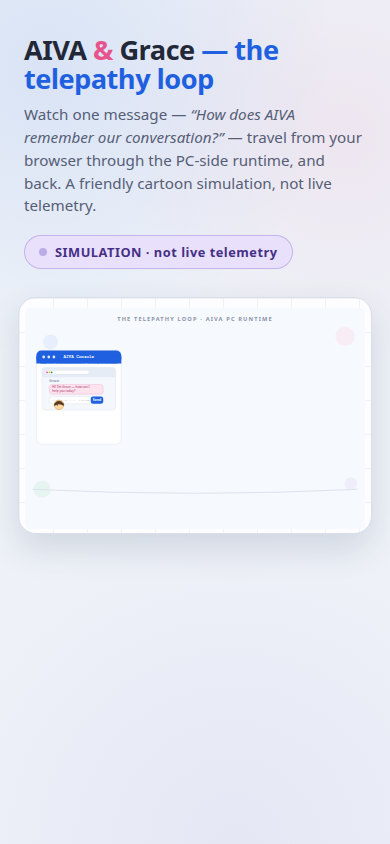 AIVA & Grace — the
telepathy loop
Watch one message — “How does AIVA
remember our conversation?” — travel from your
browser through the PC-side runtime, and
back. A friendly cartoon simulation, not live
telemetry.
SIMULATION · not live telemetry
THE TELEPATHY LOOP · AIVA PC RUNTIME
AIVA Console
Send